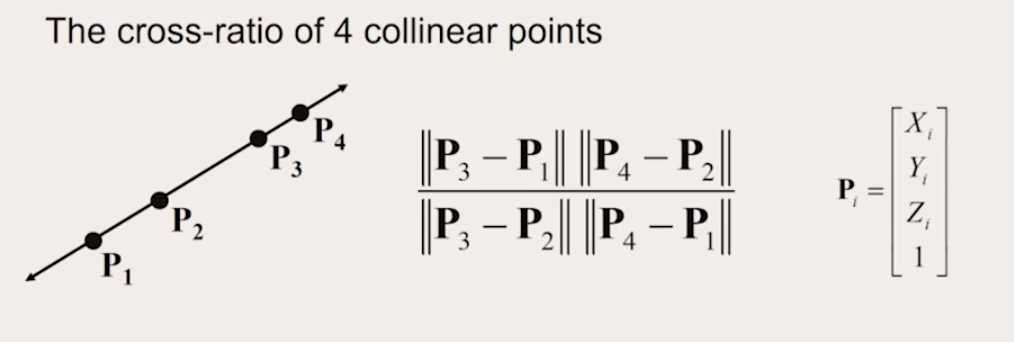 The cross-ratio of 4 collinear points
P₄
P₃
P₂
P₁
‖P₃ − P₁‖ ‖P₄ − P₂‖
‖P₃ − P₂‖ ‖P₄ − P₁‖
Pᵢ =
Xᵢ
Yᵢ
Zᵢ
1